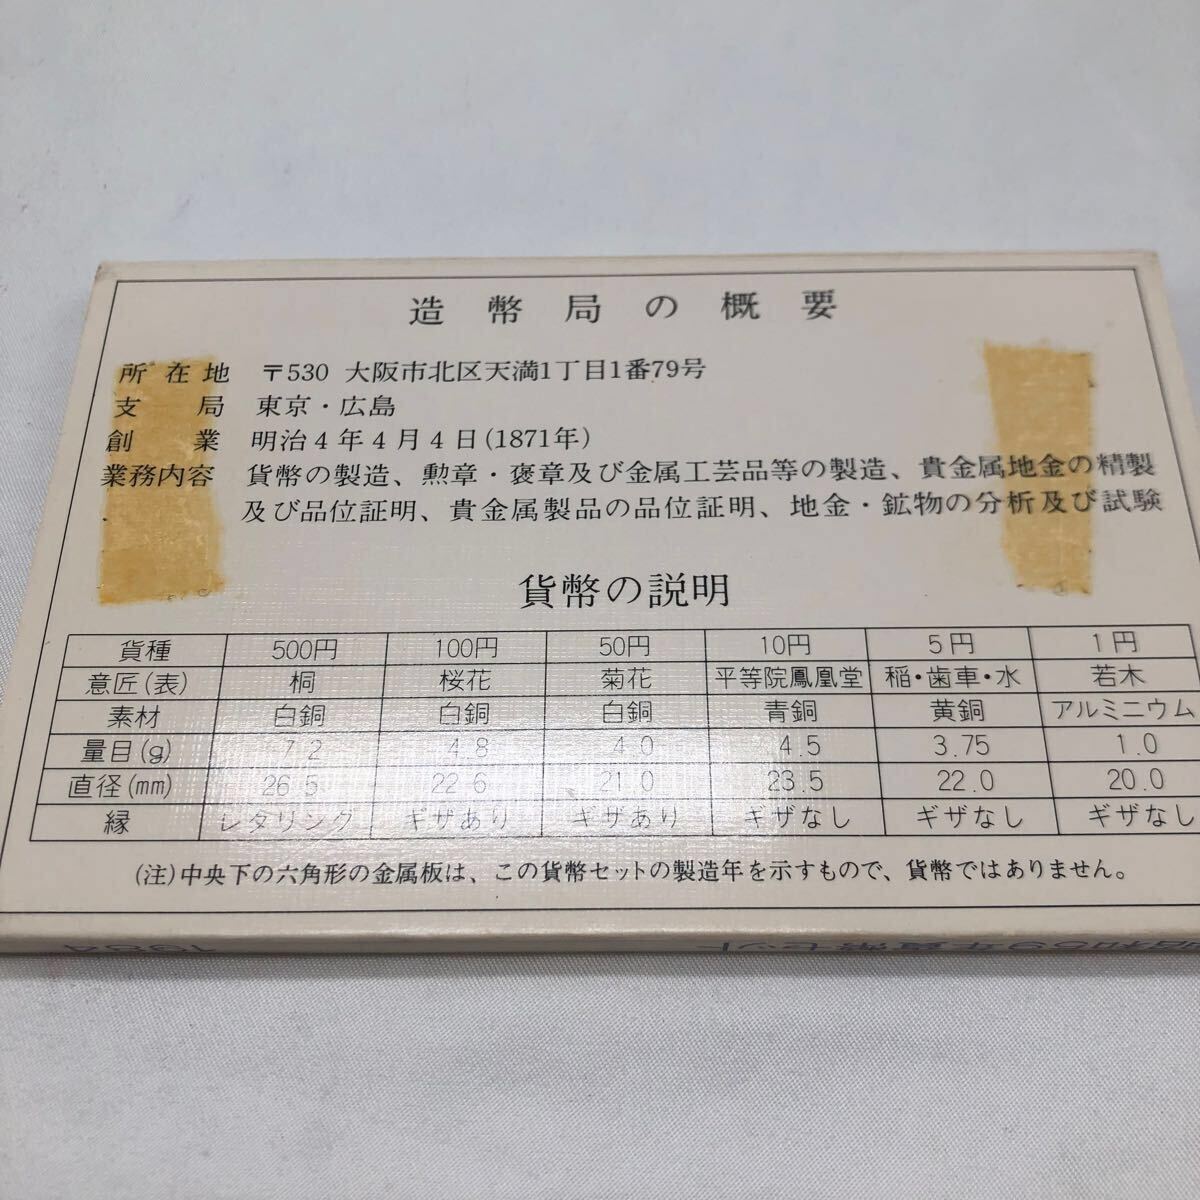 造幣局の概要
所在地 〒530 大阪市北区天満1丁目1番79号
支局 東京・広島
創業 明治4年4月4日(1871年)
業務内容 貨幣の製造、勲章・褒章及び金属工芸品等の製造、貴金属地金の精製
及び品位証明、貴金属製品の品位証明、地金・鉱物の分析及び試験
貨幣の説明
貨種 500円 100円 50円 10円 5円 1円
意匠(表) 桐 桜花 菊花 平等院鳳凰堂 稲・歯車・水 若木
素材 白銅 白銅 白銅 青銅 黄銅 アルミニウム
量目(g) 7.2 4.8 4.0 4.5 3.75 1.0
直径(mm) 26.5 22.6 21.0 23.5 22.0 20.0
縁 レタリング ギザあり ギザあり ギザなし ギザなし ギザなし
(注)中央下の六角形の金属板は、この貨幣セットの製造年を示すもので、貨幣ではありません。
昭和59年貨幣セット 1984